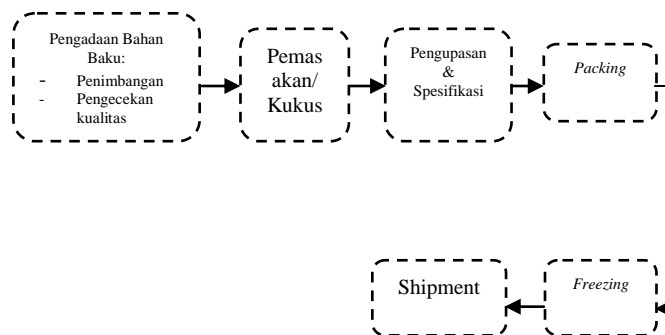 Pengadaan Bahan
Baku:
- Penimbangan
- Pengecekan
kualitas
Pemas
akan/
Kukus
Pengupasan
&
Spesifikasi
Packing
Freezing
Shipment